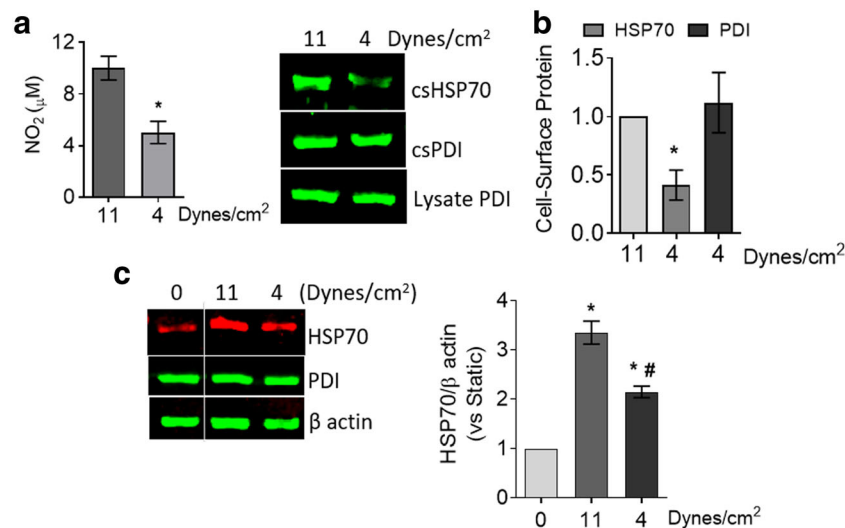 a
NO₂ (μM)
12
8
4
0
*
11 4 Dynes/cm²
11 4 Dynes/cm²
csHSP70
csPDI
Lysate PDI
b
HSP70 PDI
Cell-Surface Protein
1.5
1.0
0.5
0.0
*
11 4 4 Dynes/cm²
c
0 11 4 (Dynes/cm²)
HSP70
PDI
β actin
HSP70/β actin
(vs Static)
4
3
2
1
0
*
* #
0 11 4 Dynes/cm²